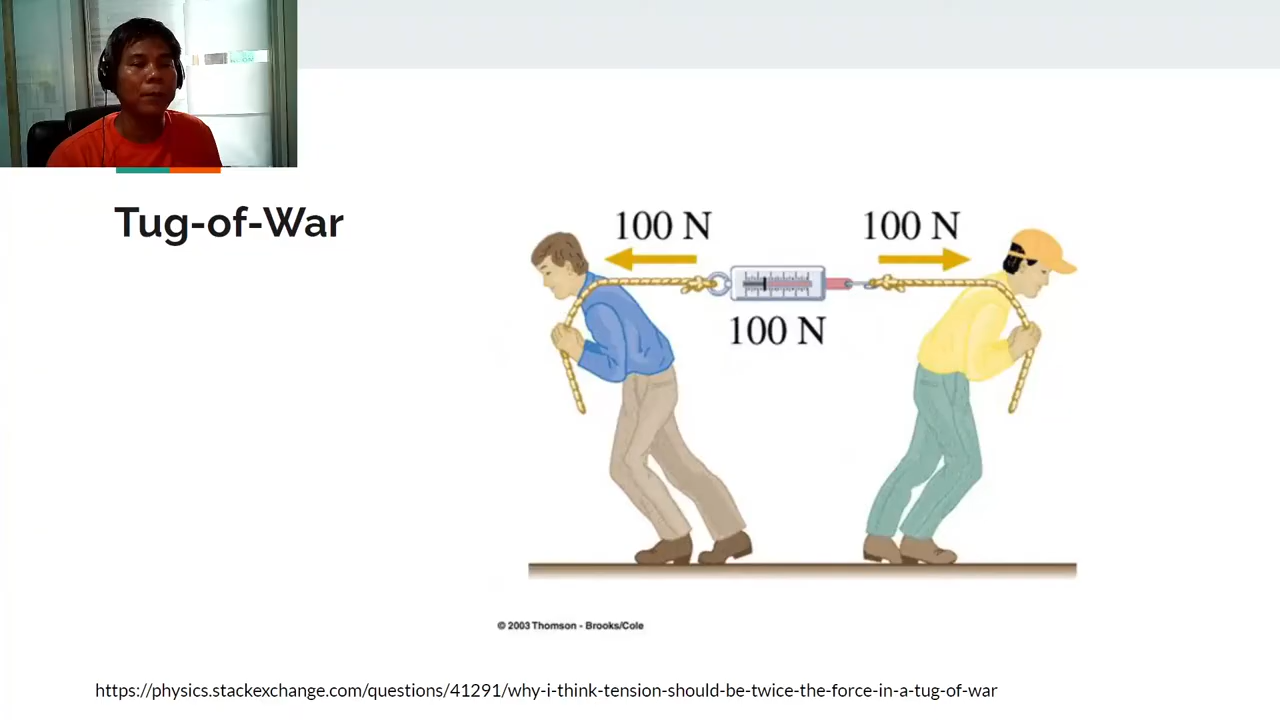 Tug-of-War
100 N
100 N
100 N
© 2003 Thomson - Brooks/Cole
https://physics.stackexchange.com/questions/41291/why-i-think-tension-should-be-twice-the-force-in-a-tug-of-war